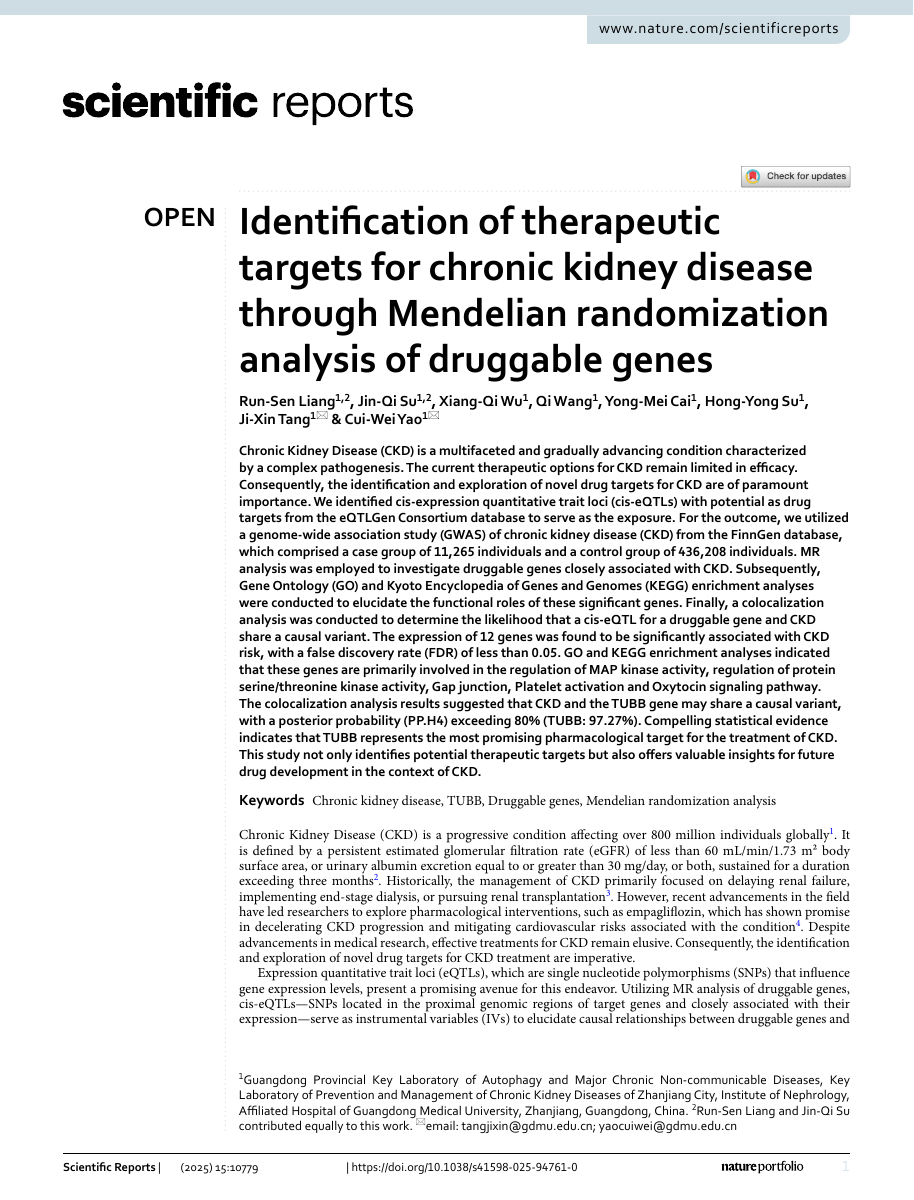 www.nature.com/scientificreports
scientific reports
Check for updates
OPEN
Identification of therapeutic
targets for chronic kidney disease
through Mendelian randomization
analysis of druggable genes
Run-Sen Liang1,2, Jin-Qi Su1,2, Xiang-Qi Wu1, Qi Wang1, Yong-Mei Cai1, Hong-Yong Su1,
Ji-Xin Tang1✉ & Cui-Wei Yao1✉
Chronic Kidney Disease (CKD) is a multifaceted and gradually advancing condition characterized
by a complex pathogenesis. The current therapeutic options for CKD remain limited in efficacy.
Consequently, the identification and exploration of novel drug targets for CKD are of paramount
importance. We identified cis-expression quantitative trait loci (cis-eQTLs) with potential as drug
targets from the eQTLGen Consortium database to serve as the exposure. For the outcome, we utilized
a genome-wide association study (GWAS) of chronic kidney disease (CKD) from the FinnGen database,
which comprised a case group of 11,265 individuals and a control group of 436,208 individuals. MR
analysis was employed to investigate druggable genes closely associated with CKD. Subsequently,
Gene Ontology (GO) and Kyoto Encyclopedia of Genes and Genomes (KEGG) enrichment analyses
were conducted to elucidate the functional roles of these significant genes. Finally, a colocalization
analysis was conducted to determine the likelihood that a cis-eQTL for a druggable gene and CKD
share a causal variant. The expression of 12 genes was found to be significantly associated with CKD
risk, with a false discovery rate (FDR) of less than 0.05. GO and KEGG enrichment analyses indicated
that these genes are primarily involved in the regulation of MAP kinase activity, regulation of protein
serine/threonine kinase activity, Gap junction, Platelet activation and Oxytocin signaling pathway.
The colocalization analysis results suggested that CKD and the TUBB gene may share a causal variant,
with a posterior probability (PP.H4) exceeding 80% (TUBB: 97.27%). Compelling statistical evidence
indicates that TUBB represents the most promising pharmacological target for the treatment of CKD.
This study not only identifies potential therapeutic targets but also offers valuable insights for future
drug development in the context of CKD.
Keywords Chronic kidney disease, TUBB, Druggable genes, Mendelian randomization analysis
Chronic Kidney Disease (CKD) is a progressive condition affecting over 800 million individuals globally1. It
is defined by a persistent estimated glomerular filtration rate (eGFR) of less than 60 mL/min/1.73 m² body
surface area, or urinary albumin excretion equal to or greater than 30 mg/day, or both, sustained for a duration
exceeding three months2. Historically, the management of CKD primarily focused on delaying renal failure,
implementing end-stage dialysis, or pursuing renal transplantation3. However, recent advancements in the field
have led researchers to explore pharmacological interventions, such as empagliflozin, which has shown promise
in decelerating CKD progression and mitigating cardiovascular risks associated with the condition4. Despite
advancements in medical research, effective treatments for CKD remain elusive. Consequently, the identification
and exploration of novel drug targets for CKD treatment are imperative.
Expression quantitative trait loci (eQTLs), which are single nucleotide polymorphisms (SNPs) that influence
gene expression levels, present a promising avenue for this endeavor. Utilizing MR analysis of druggable genes,
cis-eQTLs—SNPs located in the proximal genomic regions of target genes and closely associated with their
expression—serve as instrumental variables (IVs) to elucidate causal relationships between druggable genes and
1Guangdong Provincial Key Laboratory of Autophagy and Major Chronic Non-communicable Diseases, Key
Laboratory of Prevention and Management of Chronic Kidney Diseases of Zhanjiang City, Institute of Nephrology,
Affiliated Hospital of Guangdong Medical University, Zhanjiang, Guangdong, China. 2Run-Sen Liang and Jin-Qi Su
contributed equally to this work. ✉email: tangjixin@gdmu.edu.cn; yaocuiwei@gdmu.edu.cn
Scientific Reports | (2025) 15:10779 | https://doi.org/10.1038/s41598-025-94761-0 nature portfolio 1